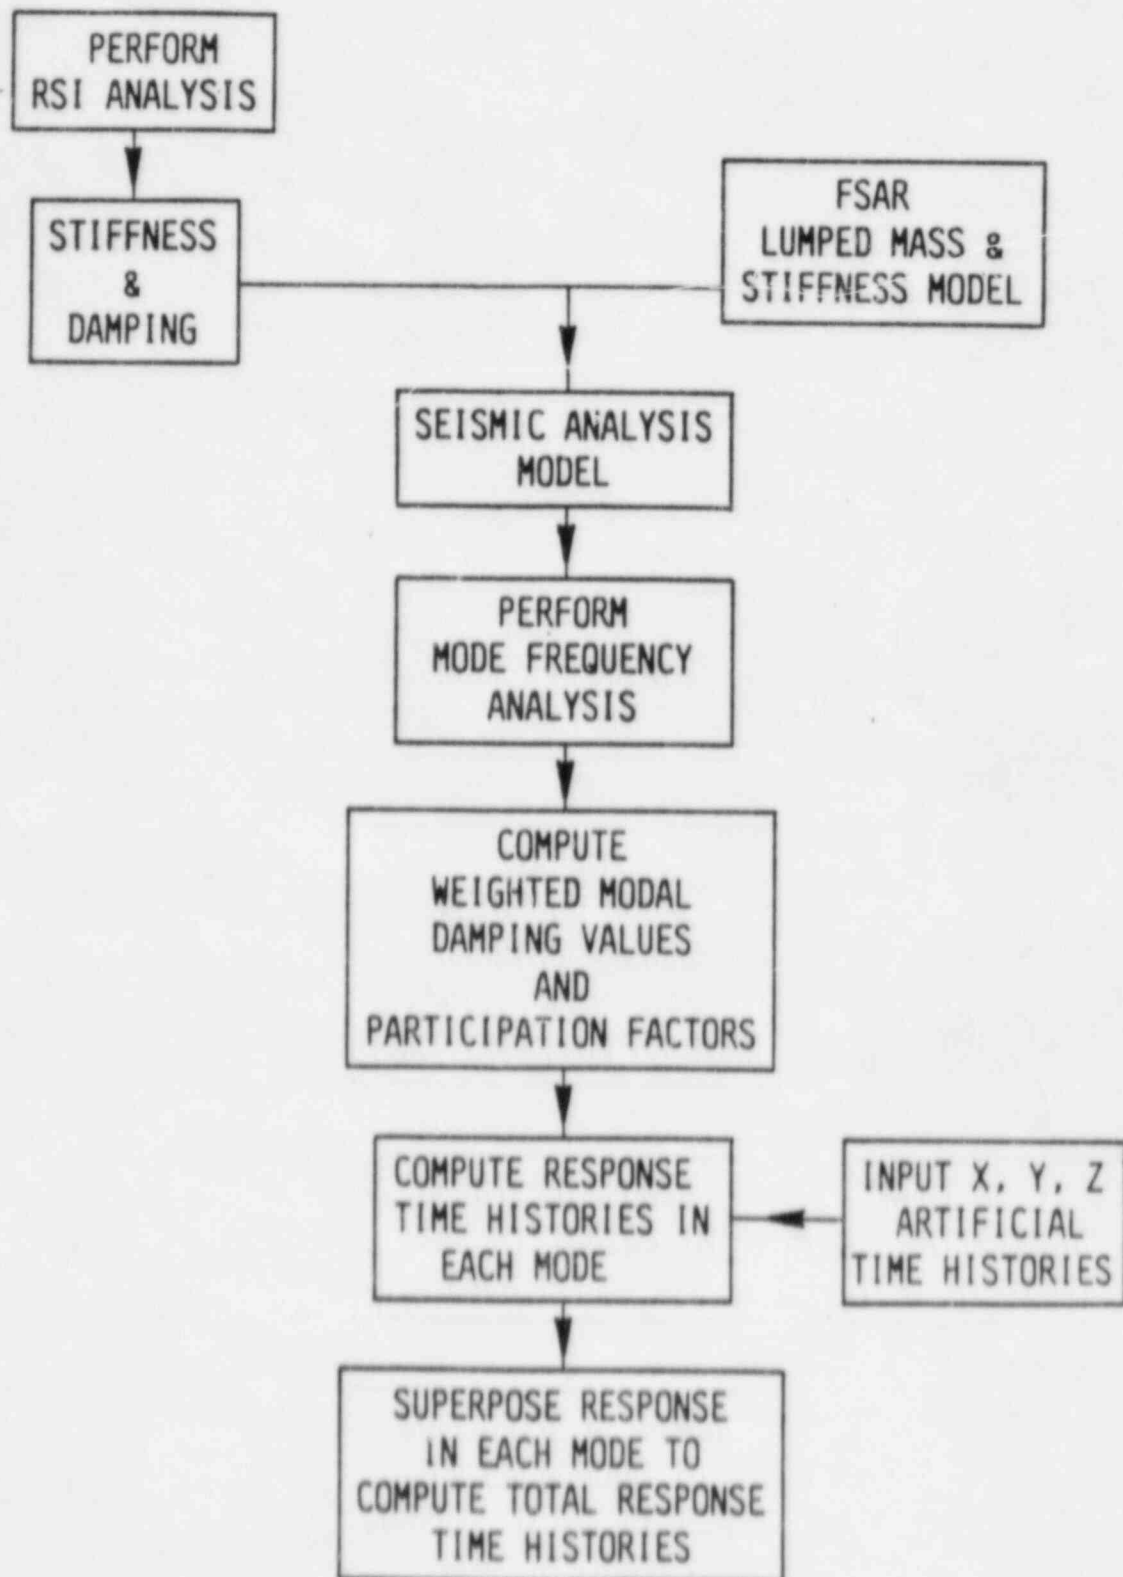 PERFORM
RSI ANALYSIS
STIFFNESS
&
DAMPING
FSAR
LUMPED MASS &
STIFFNESS MODEL
SEISMIC ANALYSIS
MODEL
PERFORM
MODE FREQUENCY
ANALYSIS
COMPUTE
WEIGHTED MODAL
DAMPING VALUES
AND
PARTICIPATION FACTORS
COMPUTE RESPONSE
TIME HISTORIES IN
EACH MODE
INPUT X, Y, Z
ARTIFICIAL
TIME HISTORIES
SUPERPOSE RESPONSE
IN EACH MODE TO
COMPUTE TOTAL RESPONSE
TIME HISTORIES